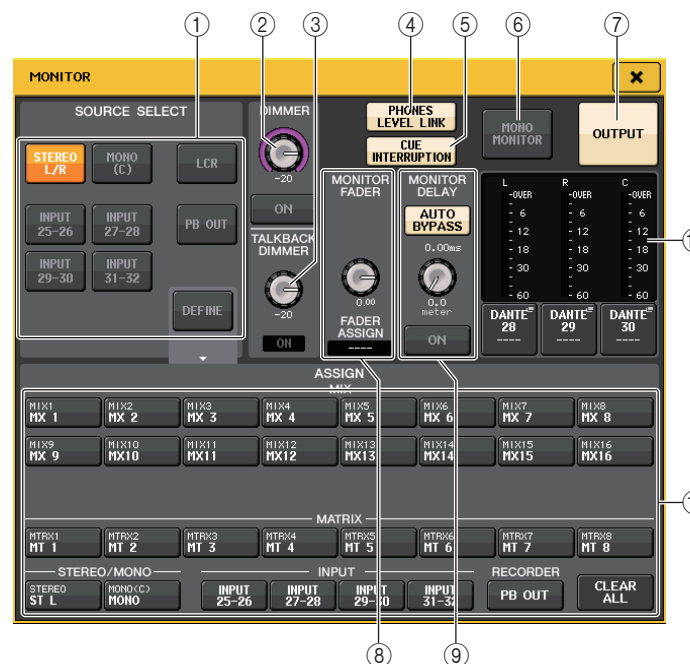 ① ② ③ ④ ⑤ ⑥ ⑦
MONITOR
SOURCE SELECT
STEREO L/R
MONO (C)
LCR
INPUT 25-26
INPUT 27-28
PB OUT
INPUT 29-30
INPUT 31-32
DEFINE
DIMMER
-20
ON
TALKBACK DIMMER
-20
ON
PHONES LEVEL LINK
CUE INTERRUPTION
MONITOR FADER
0.00
FADER ASSIGN
----
MONITOR DELAY
AUTO BYPASS
0.00ms
0.0
meter
ON
MONO MONITOR
OUTPUT
L R C
-OVER -OVER -OVER
6 6 6
12 12 12
18 18 18
30 30 30
60 60 60
DANTE 28 ----
DANTE 29 ----
DANTE 30 ----
ASSIGN
MIX
MIX1 MIX2 MIX3 MIX4 MIX5 MIX6 MIX7 MIX8
MX 1 MX 2 MX 3 MX 4 MX 5 MX 6 MX 7 MX 8
MIX9 MIX10 MIX11 MIX12 MIX13 MIX14 MIX15 MIX16
MX 9 MX10 MX11 MX12 MX13 MX14 MX15 MX16
MATRIX
MTRX1 MTRX2 MTRX3 MTRX4 MTRX5 MTRX6 MTRX7 MTRX8
MT 1 MT 2 MT 3 MT 4 MT 5 MT 6 MT 7 MT 8
STEREO/MONO
STEREO ST L
MONO(C) MONO
INPUT
INPUT 25-26
INPUT 27-28
INPUT 29-30
INPUT 31-32
RECORDER
PB OUT
CLEAR ALL
⑧ ⑨